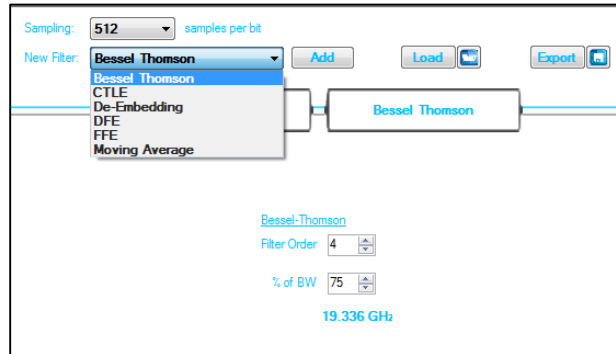 Sampling: 512 samples per bit
New Filter: Bessel Thomson Add Load Export
Bessel Thomson
CTLE
De-Embedding
DFE
FFE
Moving Average
Bessel Thomson
Bessel-Thomson
Filter Order 4
% of BW 75
19.336 GHz